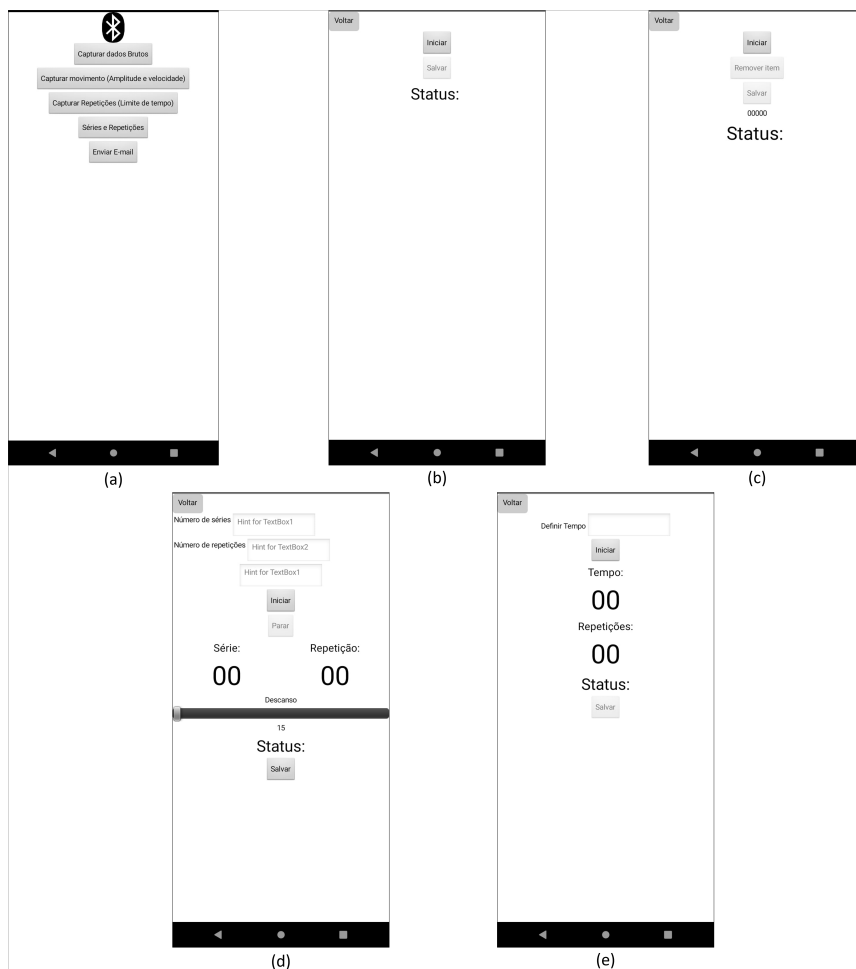 Capturar dados Brutos
Capturar movimento (Amplitude e velocidade)
Capturar Repetições (Limite de tempo)
Séries e Repetições
Enviar E-mail
(a)
Voltar
Iniciar
Salvar
Status:
(b)
Voltar
Iniciar
Remover item
Salvar
00000
Status:
(c)
Voltar
Número de séries Hint for TextBox1
Número de repetições Hint for TextBox2
Hint for TextBox1
Iniciar
Parar
Série: Repetição:
00 00
Descanso
15
Status:
Salvar
(d)
Voltar
Definir Tempo
Iniciar
Tempo:
00
Repetições:
00
Status:
Salvar
(e)